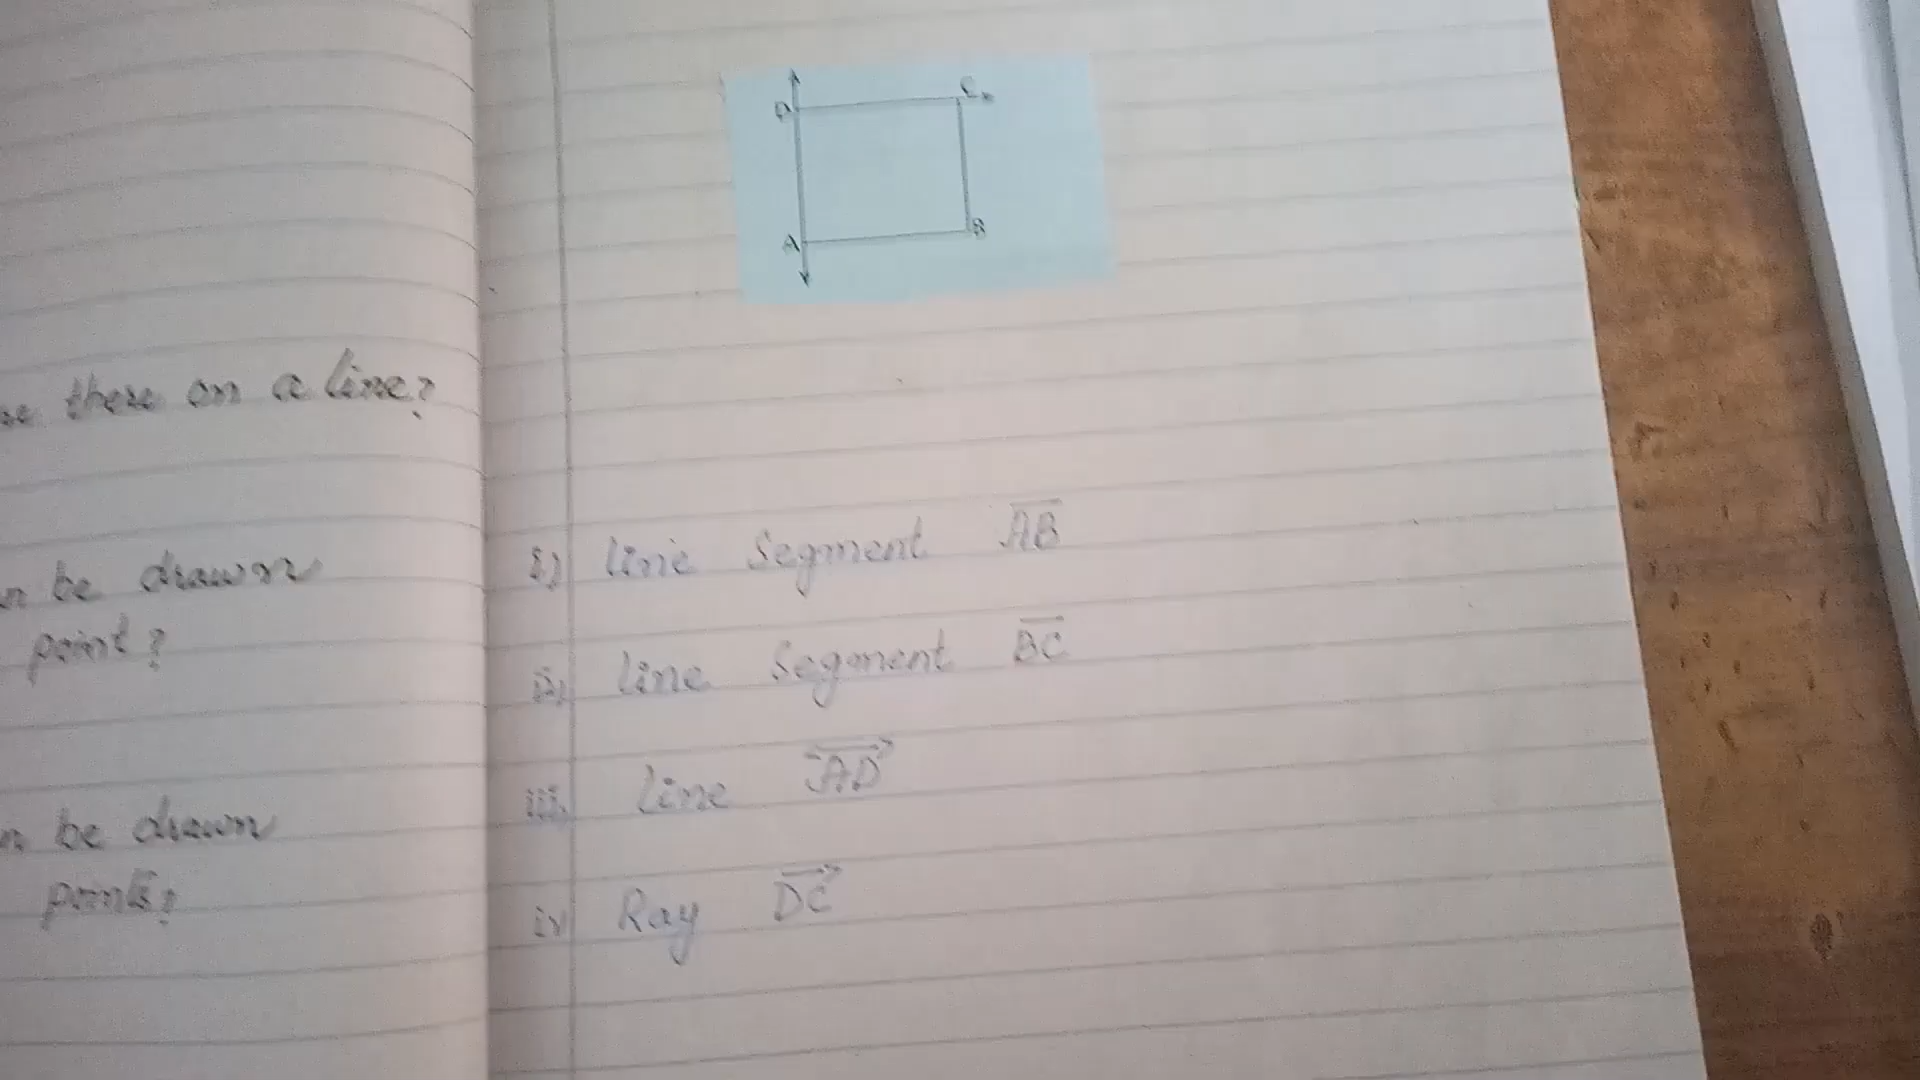 there on a line?
be drawn
point?
be drawn
points?
D C
A B
i) line Segment AB
ii) line Segment BC
iii) line AD
iv) Ray DC